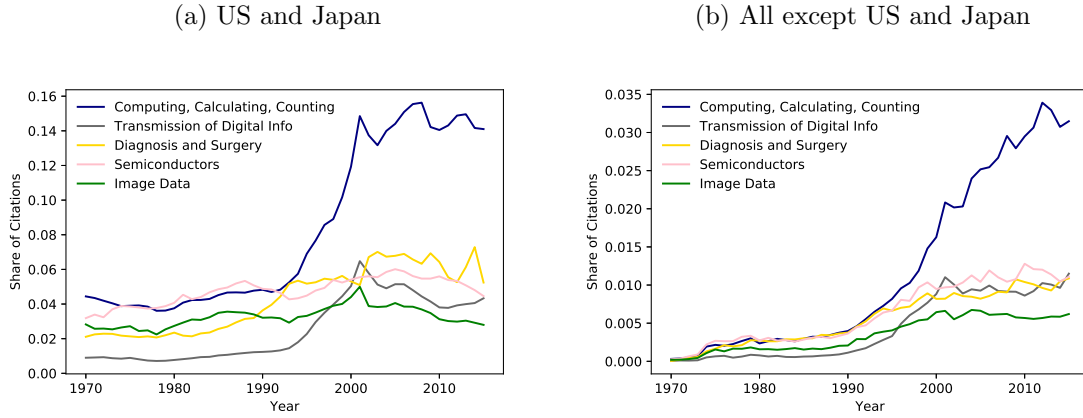 (a) US and Japan
Share of Citations
0.16
0.14
0.12
0.10
0.08
0.06
0.04
0.02
0.00
Computing, Calculating, Counting
Transmission of Digital Info
Diagnosis and Surgery
Semiconductors
Image Data
1970 1980 1990 2000 2010
Year
(b) All except US and Japan
Share of Citations
0.035
0.030
0.025
0.020
0.015
0.010
0.005
0.000
Computing, Calculating, Counting
Transmission of Digital Info
Diagnosis and Surgery
Semiconductors
Image Data
1970 1980 1990 2000 2010
Year